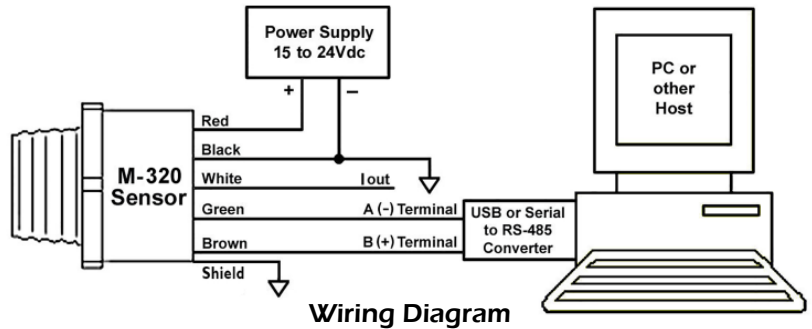 Power Supply
15 to 24Vdc
+ –
PC or
other
Host
Red
Black
M-320
Sensor
White Iout
Green A (-) Terminal
Brown B (+) Terminal
Shield
USB or Serial
to RS-485
Converter
Wiring Diagram